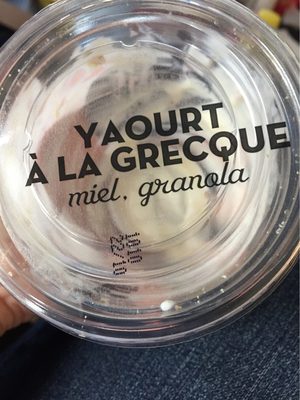 YAOURT
À LA GRECQUE
miel, granola